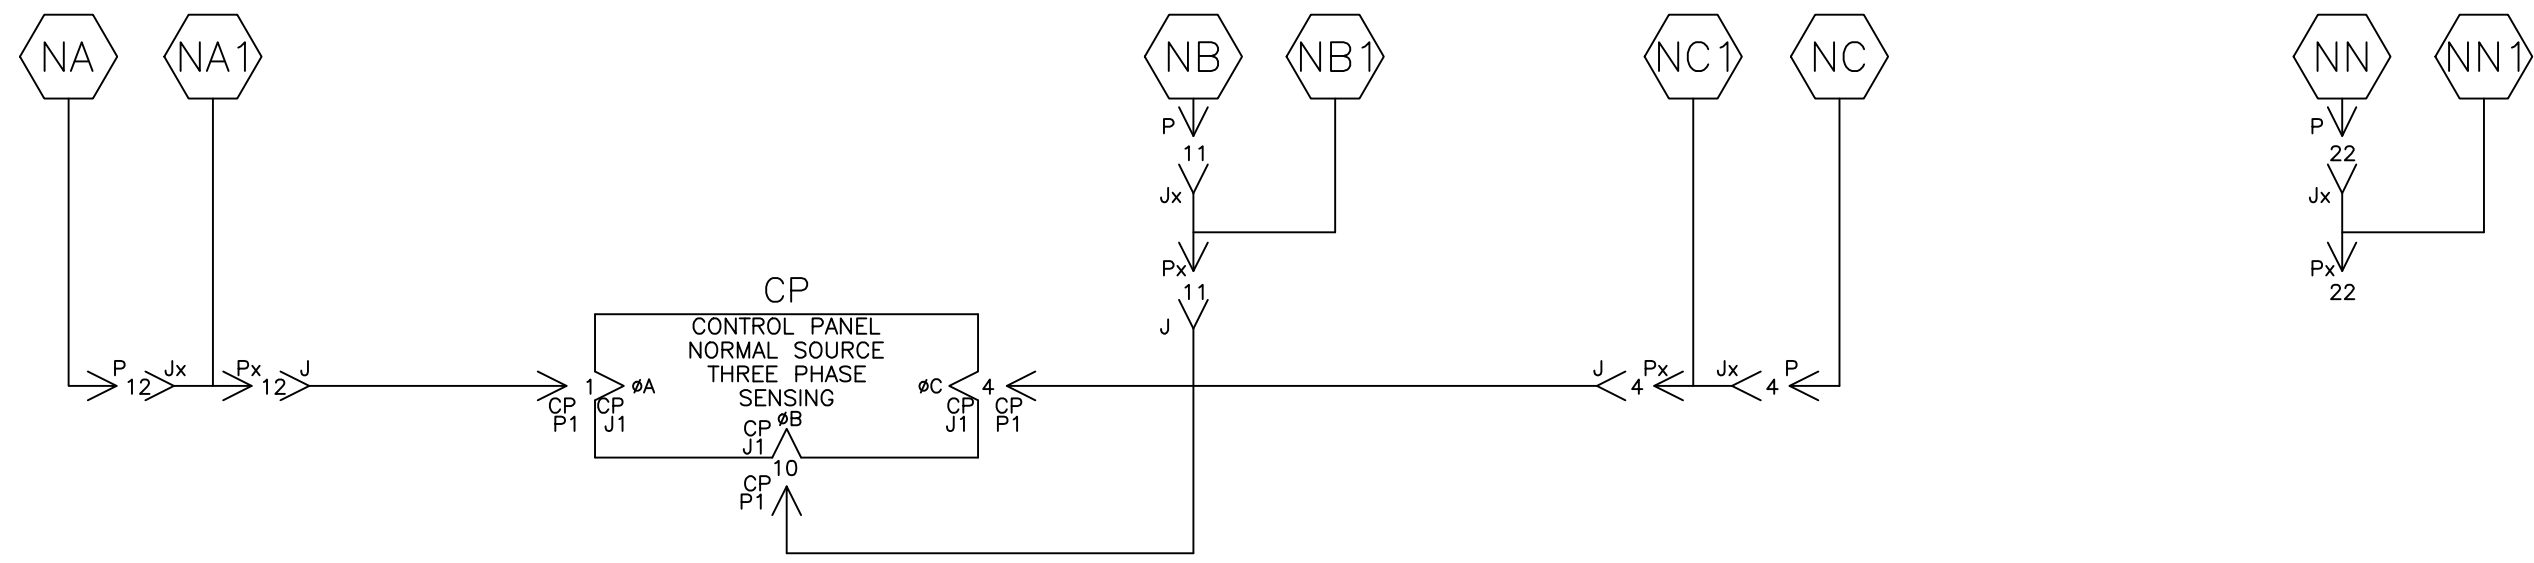 NA NA1 NB NB1 NC1 NC NN NN1
P P
11 22
Jx Jx
Px Px
11 22
CP
J
CONTROL PANEL
NORMAL SOURCE
THREE PHASE
SENSING
P Jx Px J J Px Jx P
12 12 1 øA øC 4 4 4
CP CP CP CP
P1 J1 J1 P1
øB
CP
J1
10
CP
P1